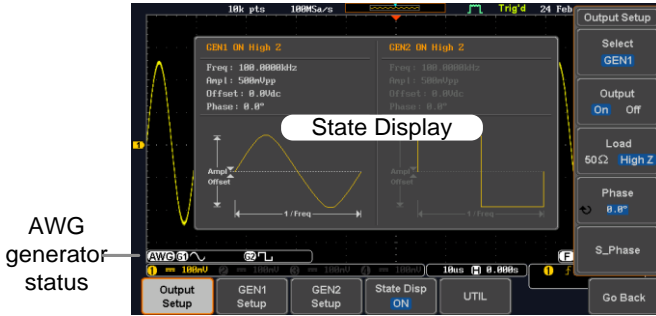 10k pts 100MSa/s Trig'd 24 Feb
Output Setup
GEN1 ON High Z
GEN2 ON High Z
Freq: 100.0000kHz
Ampl: 500mVpp
Offset: 0.0Vdc
Phase: 0.0°
Freq: 100.0000kHz
Ampl: 500mVpp
Offset: 0.0Vdc
Phase: 0.0°
State Display
Ampl
Offset
1/Freq
Ampl
Offset
1/Freq
Select
GEN1
Output
On Off
Load
50Ω High Z
Phase
0.0°
S_Phase
Go Back
1
AWG
generator
status
AWG G1 G2
F
1 100mV 2 100mV 3 100mV 4 100mV 10us H 0.000s 1
Output
Setup
GEN1
Setup
GEN2
Setup
State Disp
ON
UTIL